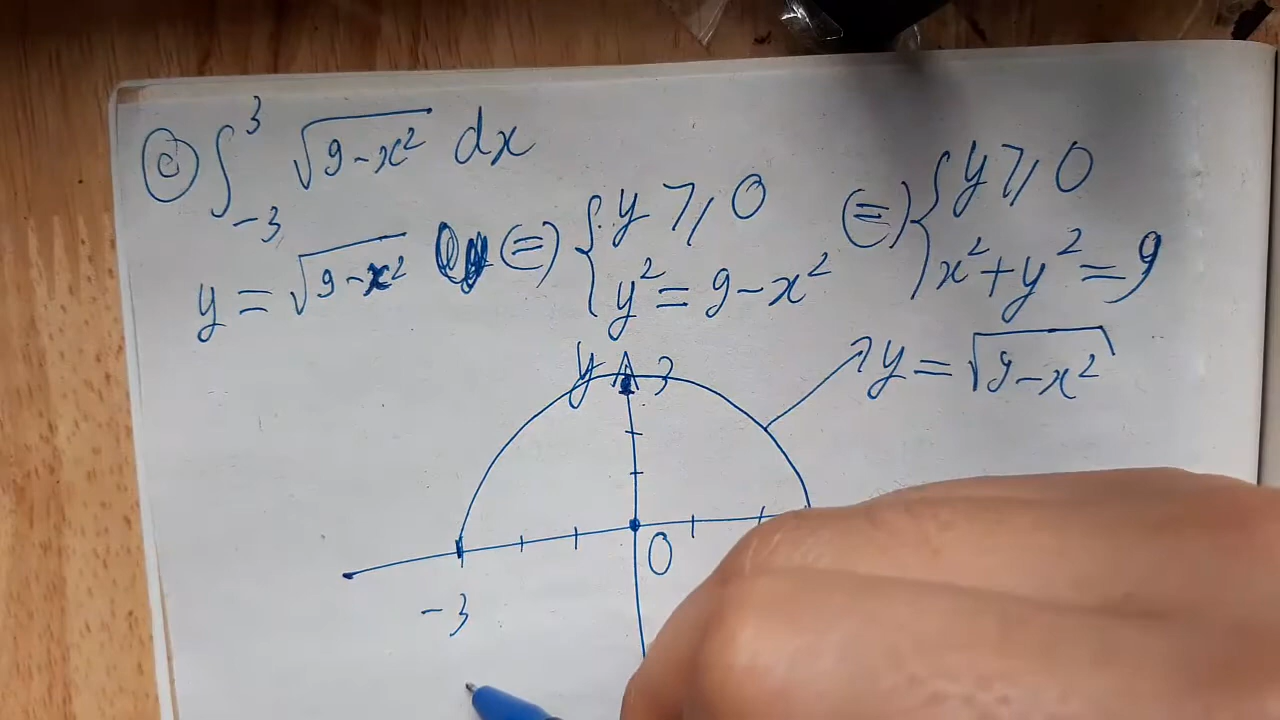 ⓒ ∫_{-3}^{3} √(9-x²) dx
y = √(9-x²) (=) { y ⩾ 0 (=) { y ⩾ 0
{ y² = 9-x² { x²+y² = 9
y 3 y = √(9-x²)
0
-3